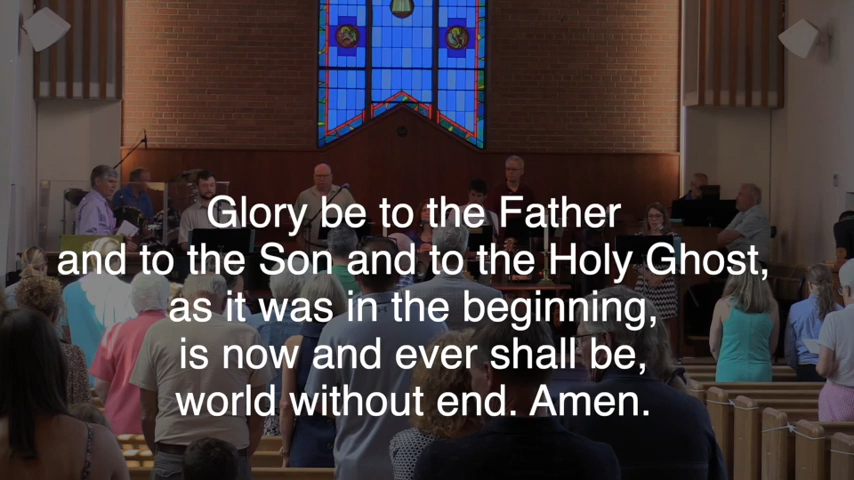 Glory be to the Father
and to the Son and to the Holy Ghost,
as it was in the beginning,
is now and ever shall be,
world without end. Amen.